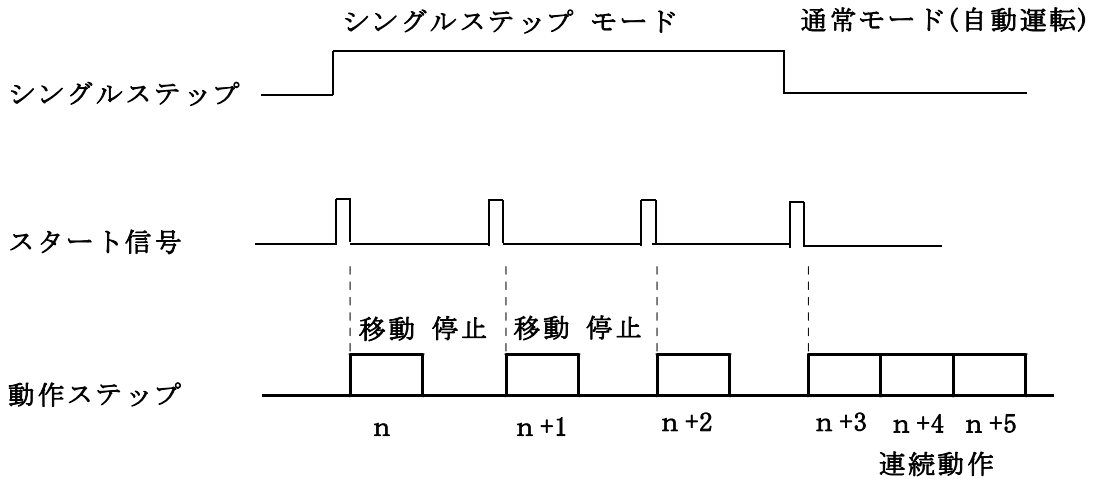 シングルステップ モード
通常モード(自動運転)
シングルステップ
スタート信号
移動 停止 移動 停止
動作ステップ
n n+1 n+2 n+3 n+4 n+5
連続動作